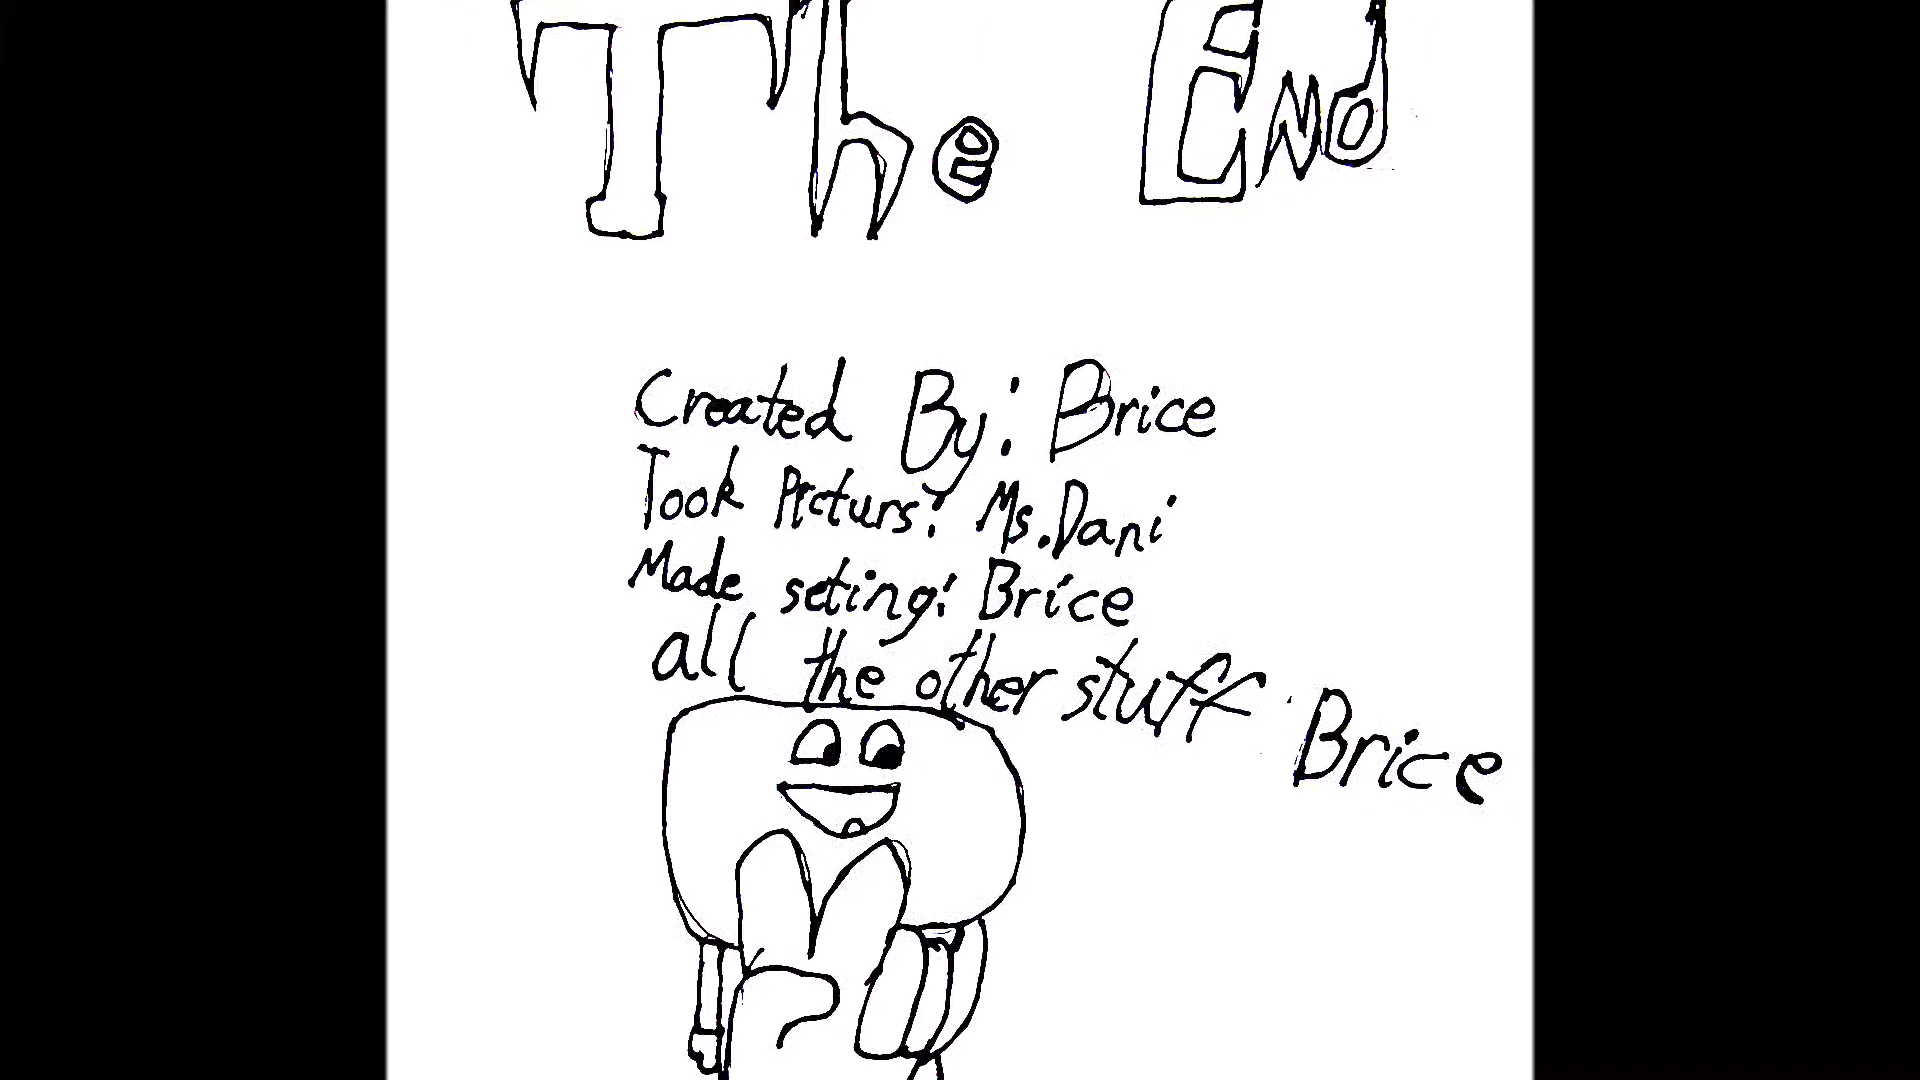 The End
Created By: Brice
Took Picturs: Ms. Dani
Made seting: Brice
all the other stuff Brice